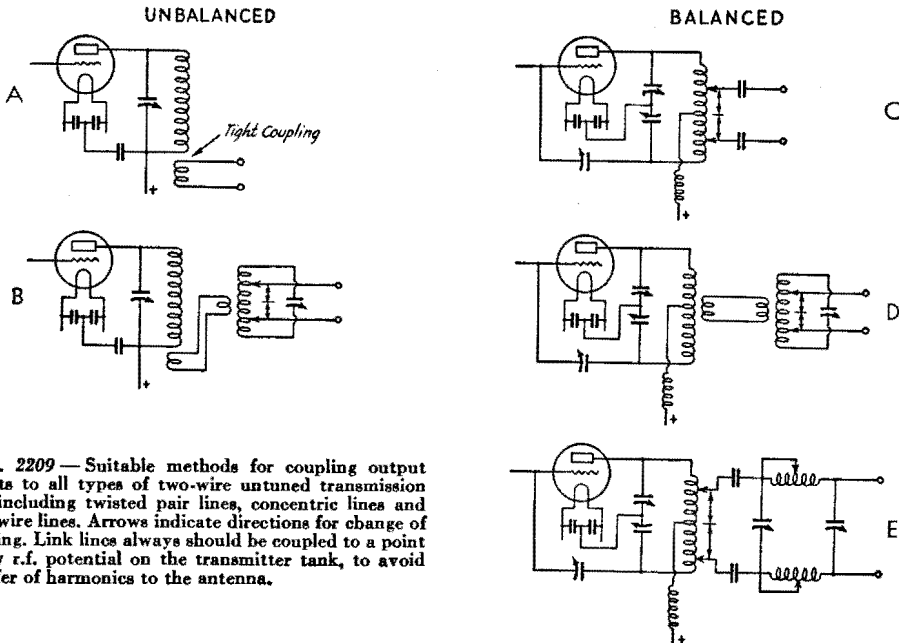 UNBALANCED
BALANCED
A
Tight Coupling
+
C
+
B
+
D
+
E
+
. 2209 — Suitable methods for coupling output
ts to all types of two-wire untuned transmission
including twisted pair lines, concentric lines and
wire lines. Arrows indicate directions for change of
ng. Link lines always should be coupled to a point
r.f. potential on the transmitter tank, to avoid
er of harmonics to the antenna.